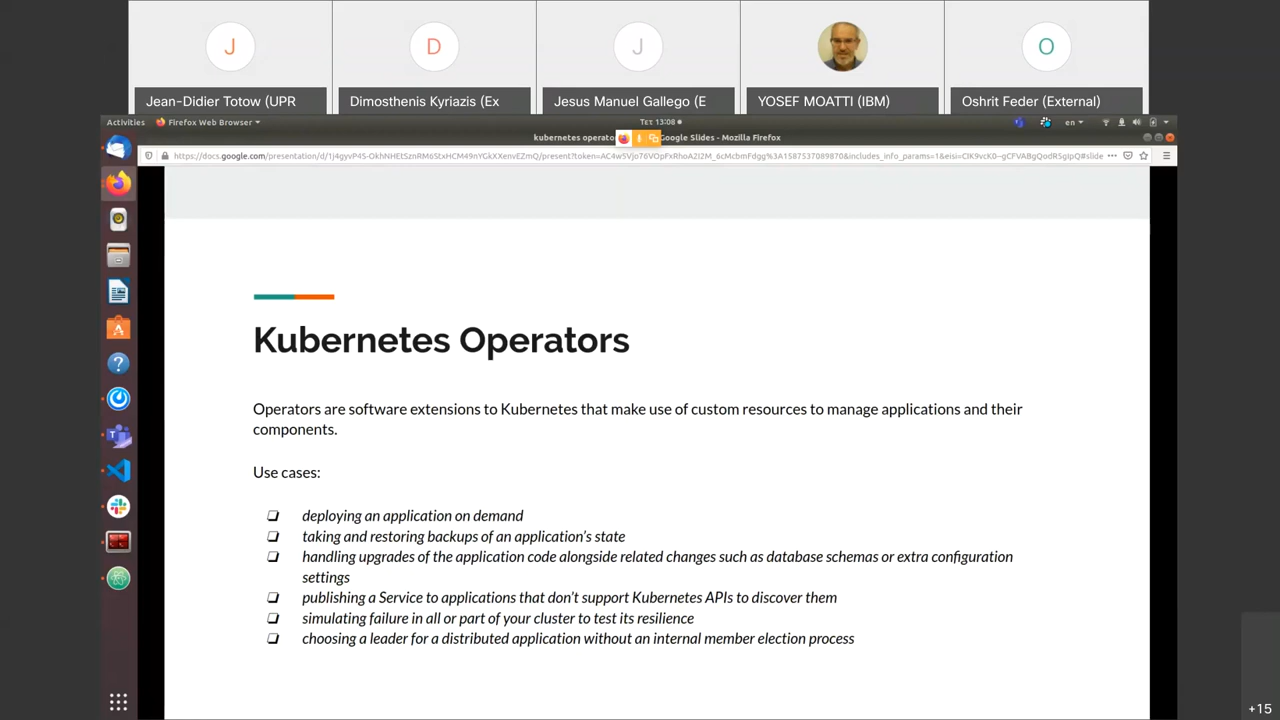 J
D
J
O
Jean-Didier Totow (UPR
Dimosthenis Kyriazis (Ex
Jesus Manuel Gallego (E
YOSEF MOATTI (IBM)
Oshrit Feder (External)
Activities
Firefox Web Browser
Τετ 13:08
en
kubernetes operato
Google Slides - Mozilla Firefox
Kubernetes Operators
Operators are software extensions to Kubernetes that make use of custom resources to manage applications and their
components.
Use cases:
deploying an application on demand
taking and restoring backups of an application's state
handling upgrades of the application code alongside related changes such as database schemas or extra configuration
settings
publishing a Service to applications that don't support Kubernetes APIs to discover them
simulating failure in all or part of your cluster to test its resilience
choosing a leader for a distributed application without an internal member election process
+15